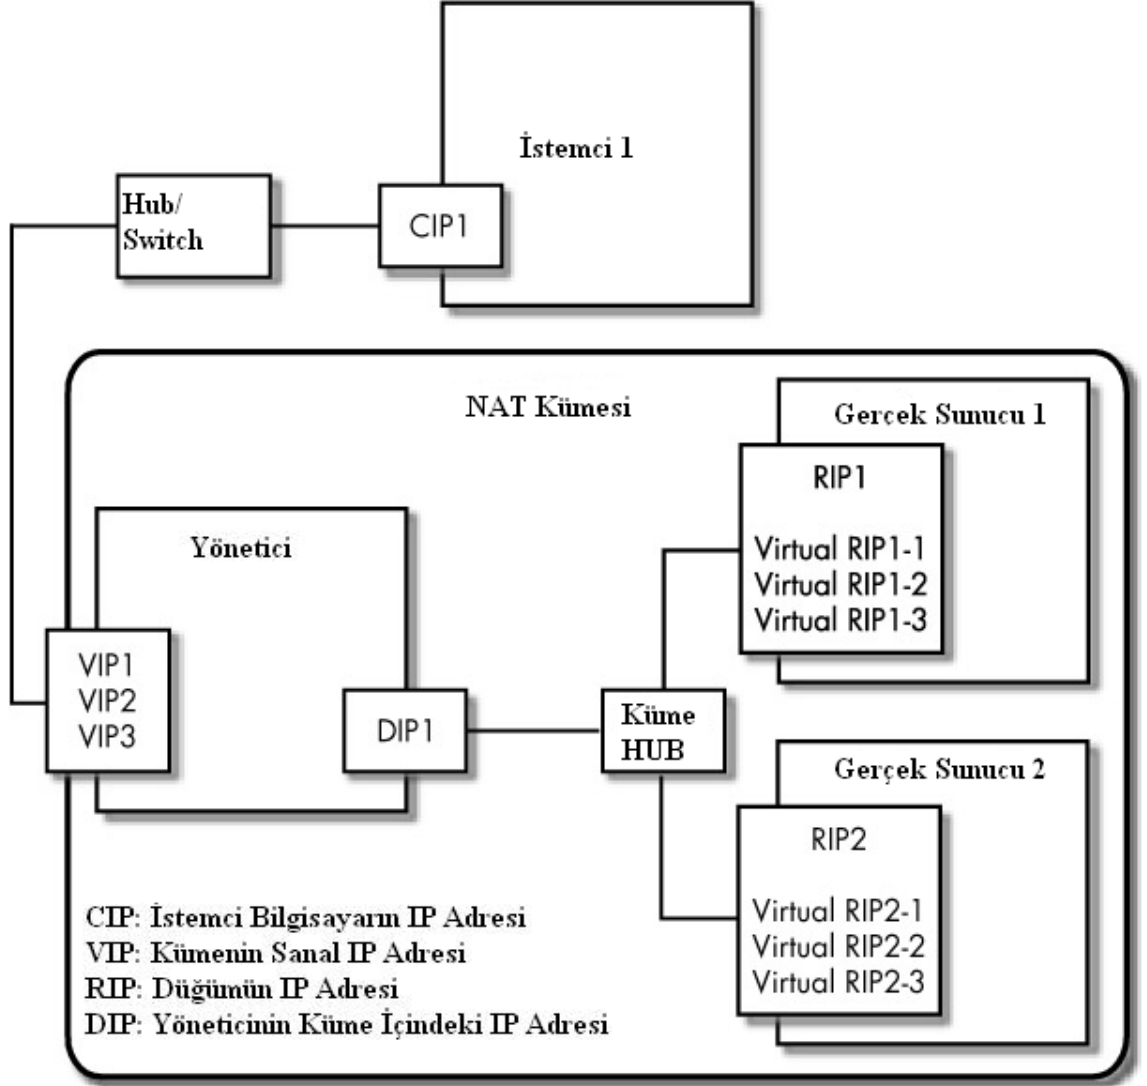 İstemci 1
Hub/
Switch
CIP1
NAT Kümesi
Gerçek Sunucu 1
RIP1
Virtual RIP1-1
Virtual RIP1-2
Virtual RIP1-3
Yönetici
VIP1
VIP2
VIP3
DIP1
Küme
HUB
Gerçek Sunucu 2
RIP2
Virtual RIP2-1
Virtual RIP2-2
Virtual RIP2-3
CIP: İstemci Bilgisayarın IP Adresi
VIP: Kümenin Sanal IP Adresi
RIP: Düğümün IP Adresi
DIP: Yöneticinin Küme İçindeki IP Adresi